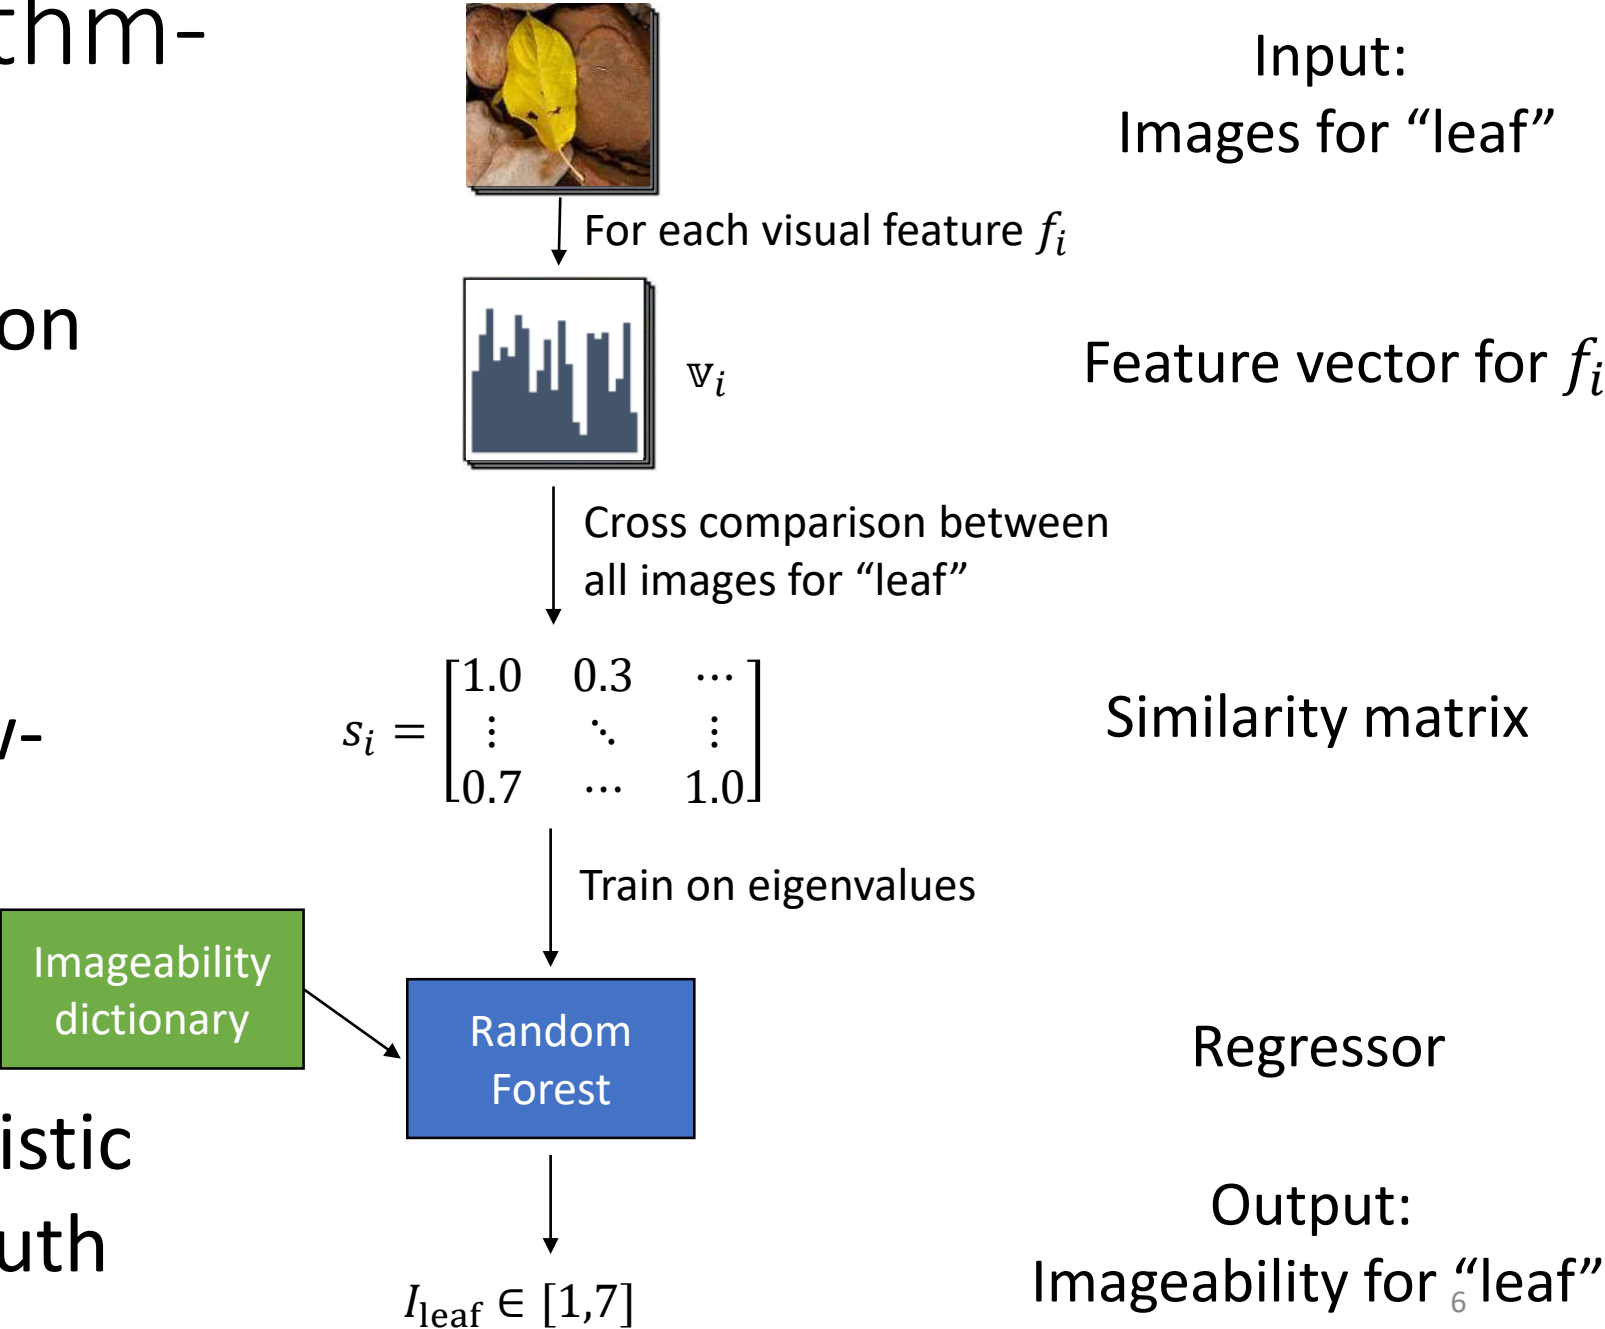 thm-
Input:
Images for “leaf”
For each visual feature f_i
on
𝕧_i
Feature vector for f_i
Cross comparison between
all images for “leaf”
s_i = [1.0 0.3 ⋯
⋮ ⋱ ⋮
0.7 ⋯ 1.0]
Similarity matrix
Train on eigenvalues
Imageability
dictionary
Random
Forest
Regressor
istic
uth
Output:
Imageability for “leaf”
I_leaf ∈ [1,7]
6